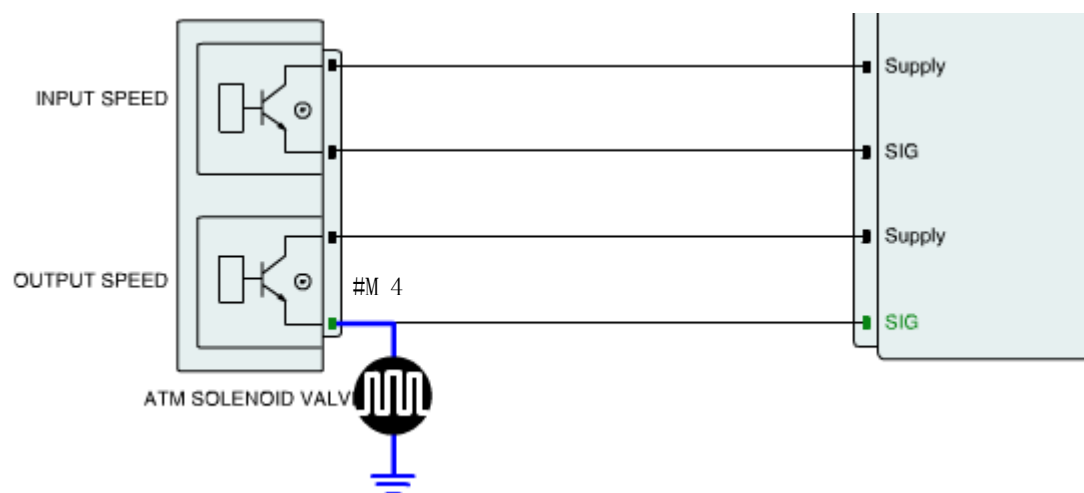 Supply
INPUT SPEED
SIG
Supply
OUTPUT SPEED
#M 4
SIG
ATM SOLENOID VALV